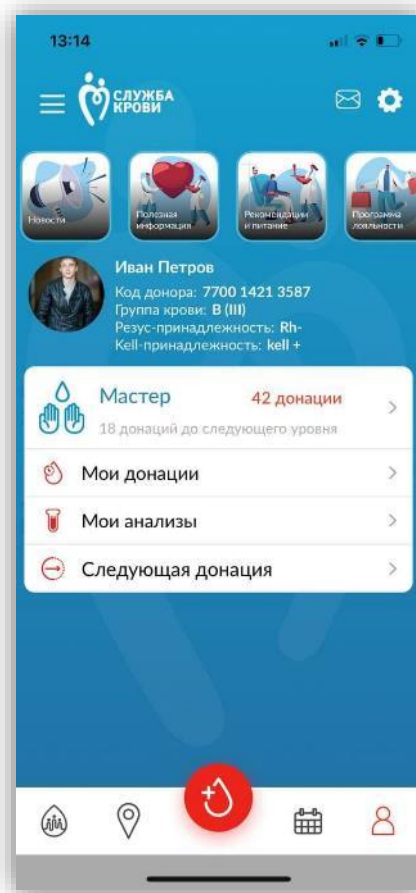 13:14
СЛУЖБА
КРОВИ
Новости
Полезная
информация
Рекомендации
и питание
Программа
лояльности
Иван Петров
Код донора: 7700 1421 3587
Группа крови: B (III)
Резус-принадлежность: Rh-
Kell-принадлежность: kell +
Мастер
42 донации
18 донаций до следующего уровня
Мои донации
Мои анализы
Следующая донация